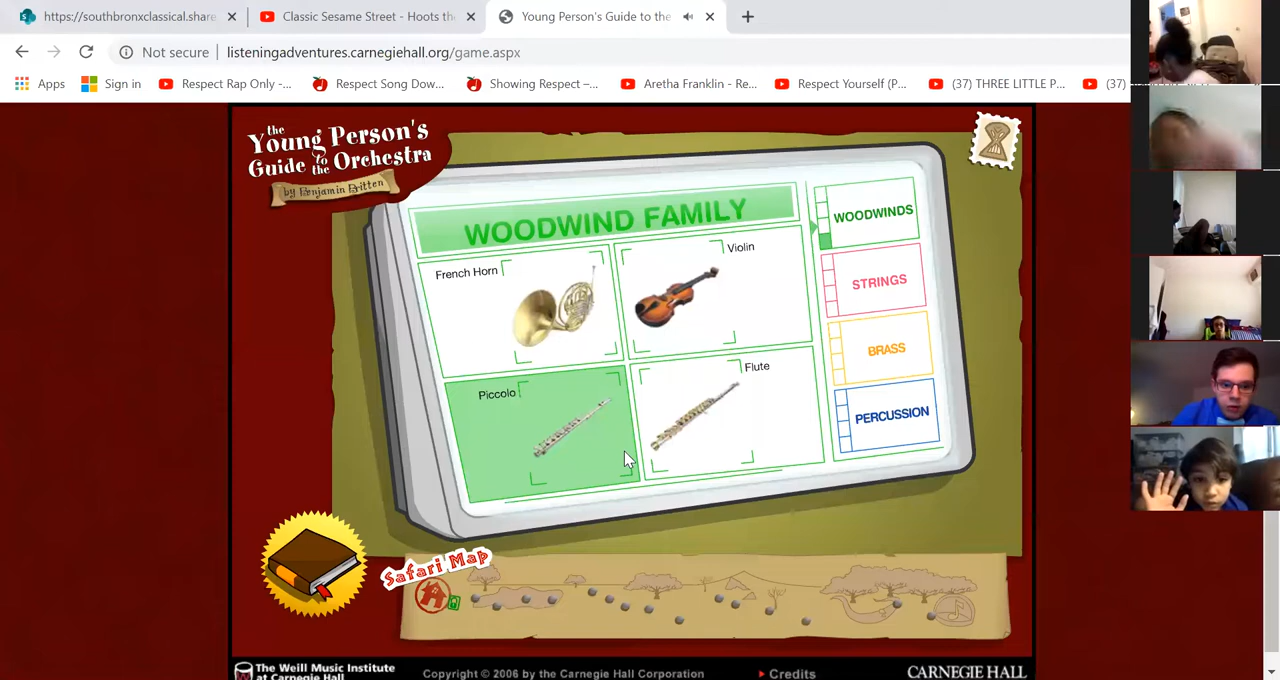 https://southbronxclassical.share
Classic Sesame Street - Hoots the
Young Person's Guide to the
Not secure
listeningadventures.carnegiehall.org/game.aspx
Apps
Sign in
Respect Rap Only -...
Respect Song Dow...
Showing Respect –...
Aretha Franklin - Re...
Respect Yourself (P...
(37) THREE LITTLE P...
(37)
the
Young Person's
Guide to the Orchestra
by Benjamin Britten
WOODWIND FAMILY
French Horn
Violin
Piccolo
Flute
WOODWINDS
STRINGS
BRASS
PERCUSSION
Safari Map
The Weill Music Institute
at Carnegie Hall
Copyright © 2006 by the Carnegie Hall Corporation
Credits
CARNEGIE HALL